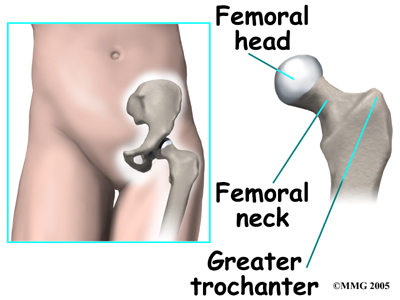 Femoral
head
Femoral
neck
Greater
trochanter
©MMG 2005